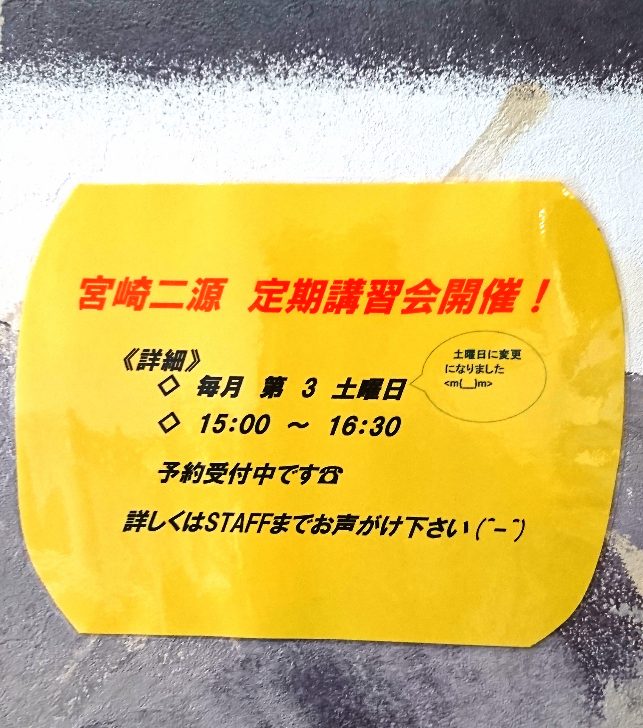 宮崎二源 定期講習会開催！
《詳細》
◇ 毎月 第 3 土曜日
土曜日に変更
になりました
<m(__)m>
◇ 15:00 ～ 16:30
予約受付中です☎
詳しくはSTAFFまでお声がけ下さい(^-^)